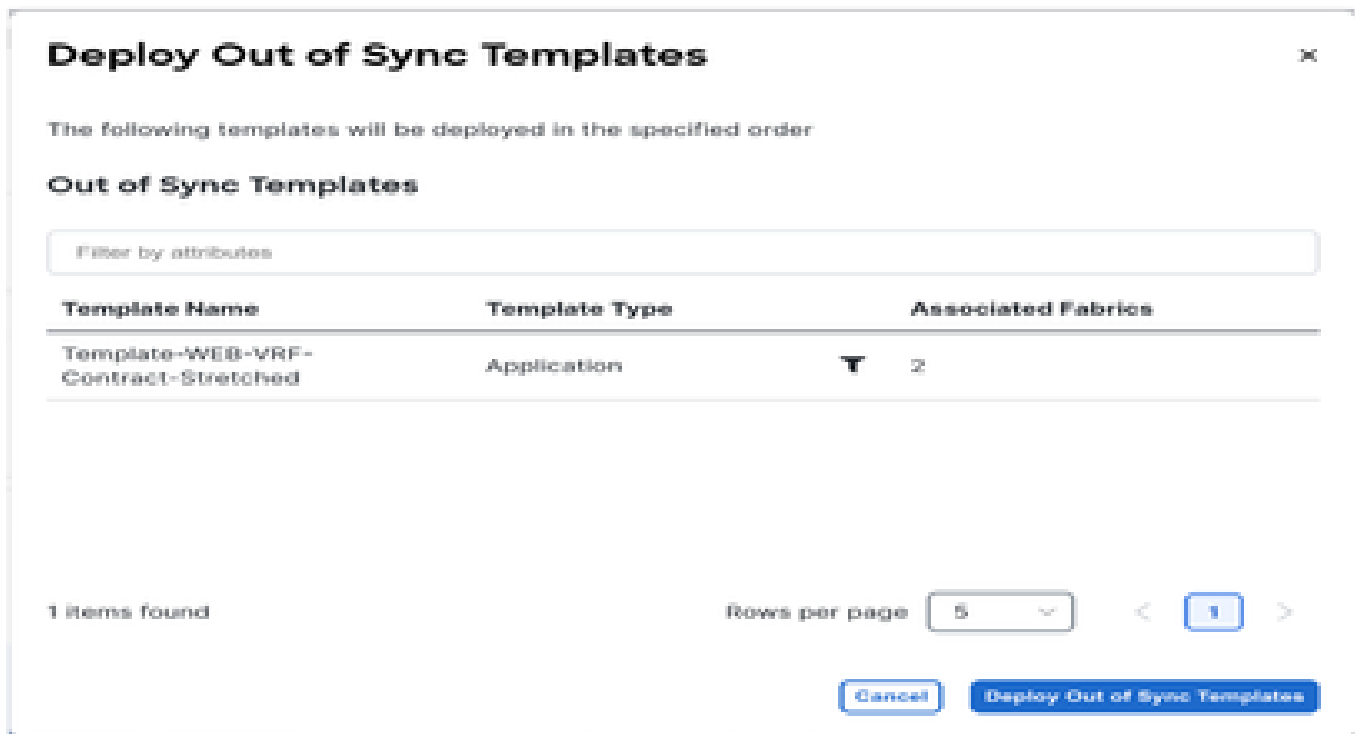 Deploy Out of Sync Templates
The following templates will be deployed in the specified order
Out of Sync Templates
Filter by attributes
Template Name Template Type Associated Fabrics
Template-WEB-VRF-
Contract-Stretched
Application 2
1 items found Rows per page 5 1
Cancel Deploy Out of Sync Templates